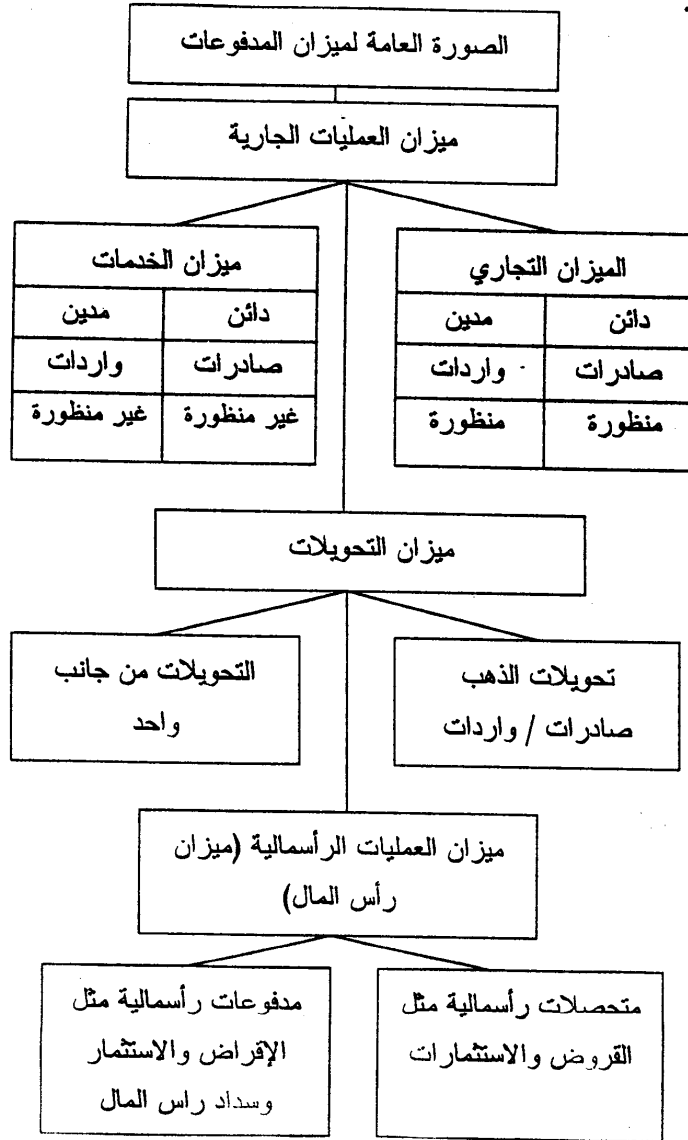 الصورة العامة لميزان المدفوعات
ميزان العمليات الجارية
الميزان التجاري
دائن مدين
صادرات واردات
منظورة منظورة
ميزان الخدمات
دائن مدين
صادرات واردات
غير منظورة غير منظورة
ميزان التحويلات
تحويلات الذهب
صادرات / واردات
التحويلات من جانب
واحد
ميزان العمليات الرأسمالية (ميزان
رأس المال)
متحصلات رأسمالية مثل
القروض والاستثمارات
مدفوعات رأسمالية مثل
الإقراض والاستثمار
وسداد راس المال